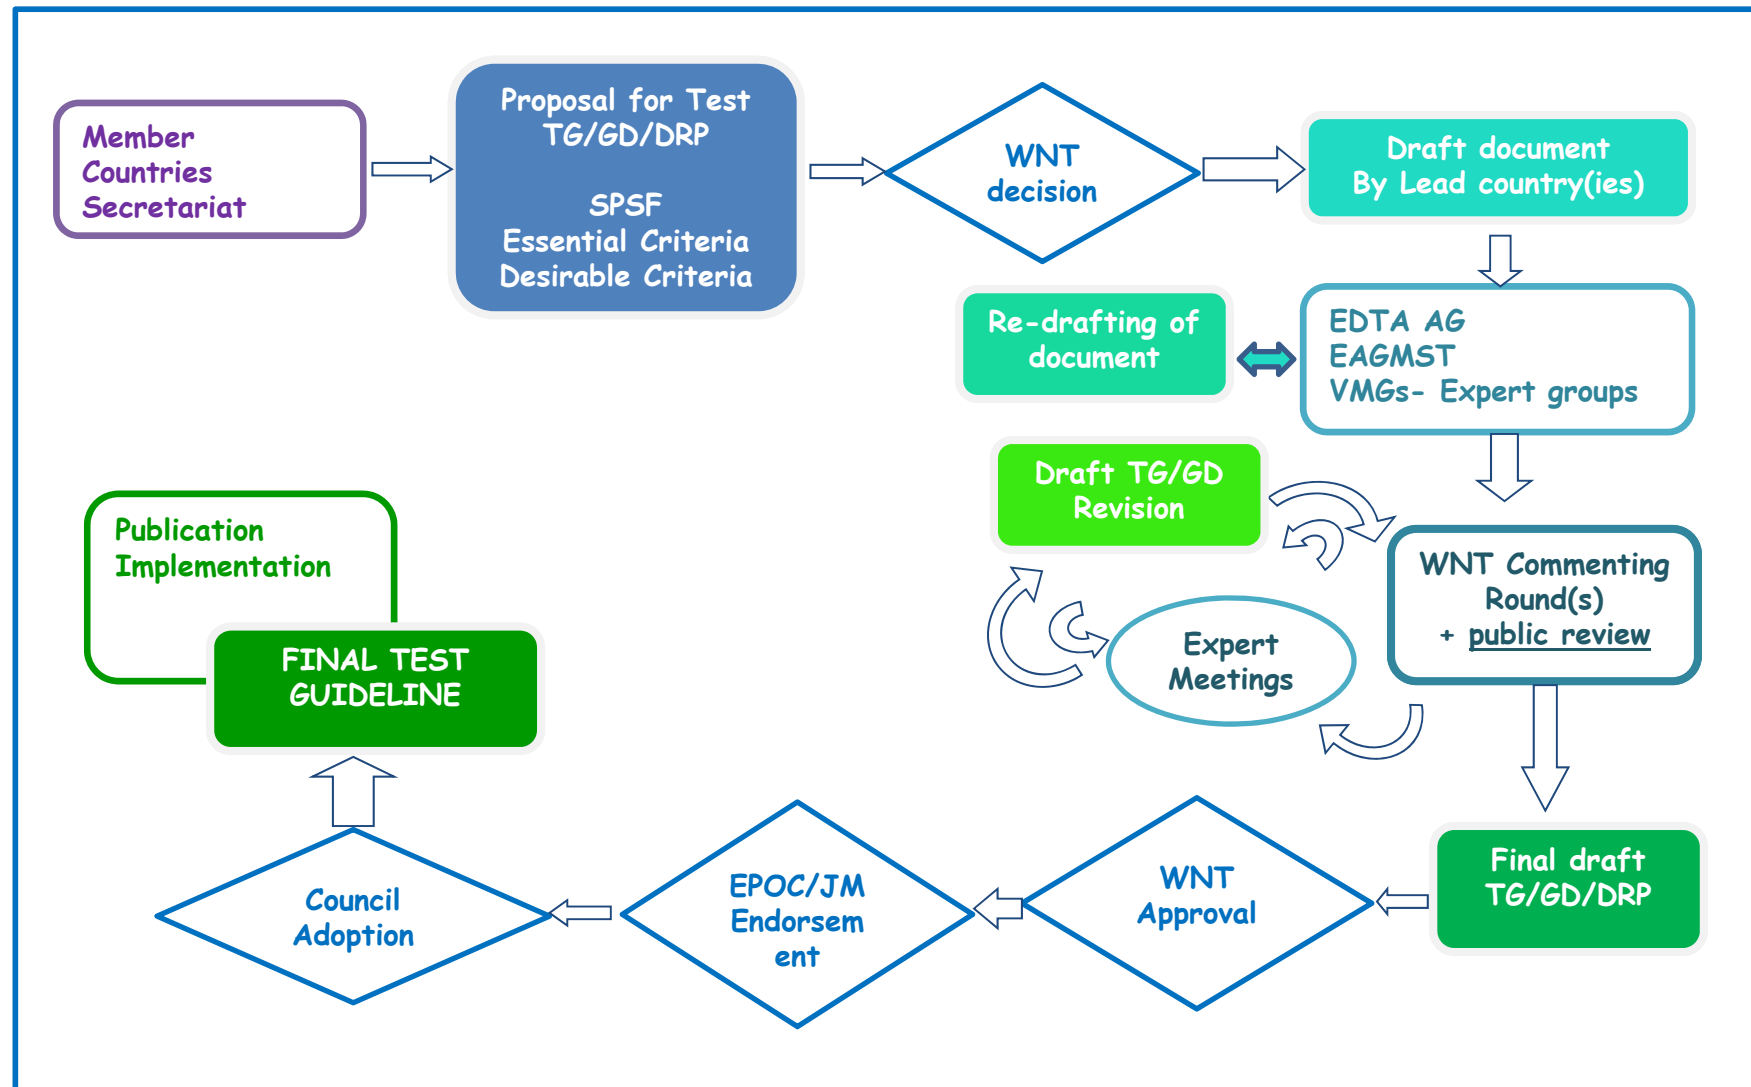 Member
Countries
Secretariat
Proposal for Test
TG/GD/DRP
SPSF
Essential Criteria
Desirable Criteria
WNT
decision
Draft document
By Lead country(ies)
Re-drafting of
document
EDTA AG
EAGMST
VMGs- Expert groups
Draft TG/GD
Revision
WNT Commenting
Round(s)
+ public review
Expert
Meetings
Publication
Implementation
FINAL TEST
GUIDELINE
Council
Adoption
EPOC/JM
Endorsem
ent
WNT
Approval
Final draft
TG/GD/DRP